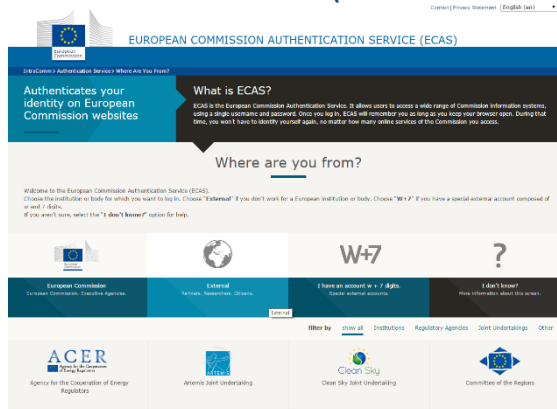 Contact | Privacy Statement English (en)
European
Commission
EUROPEAN COMMISSION AUTHENTICATION SERVICE (ECAS)
IntraComm > Authentication Service > Where Are You From?
Authenticates your
identity on European
Commission websites
What is ECAS?
ECAS is the European Commission Authentication Service. It allows users to access a wide range of Commission information systems,
using a single username and password. Once you log in, ECAS will remember you as long as you keep your browser open. During that
time, you won't have to identify yourself again, no matter how many online services of the Commission you access.
Where are you from?
Welcome to the European Commission Authentication Service (ECAS).
Choose the institution or body for which you want to log in. Choose "External" if you don't work for a European institution or body. Choose "W+7" if you have a special external account composed of
w and 7 digits.
If you aren't sure, select the "I don't know?" option for help.
W+7
?
European Commission
European Commission, Executive Agencies.
External
Partners, Researchers, Citizens.
I have an account w + 7 digits.
Special external accounts.
I don't know?
More information about this screen.
External
filter by show all Institutions Regulatory Agencies Joint Undertakings Other
ACER
Agency for the Cooperation
of Energy Regulators
ARTEMIS
Clean Sky
Agency for the Cooperation of Energy
Regulators
Artemis Joint Undertaking
Clean Sky Joint Undertaking
Committee of the Regions